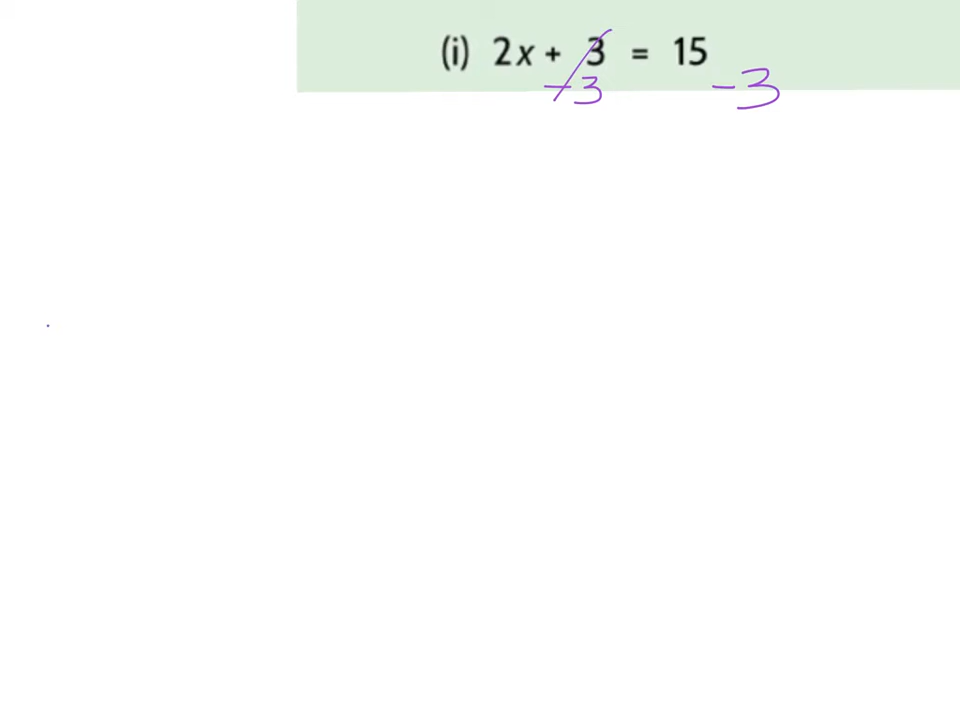 (i) 2x + 3 = 15
-3 -3